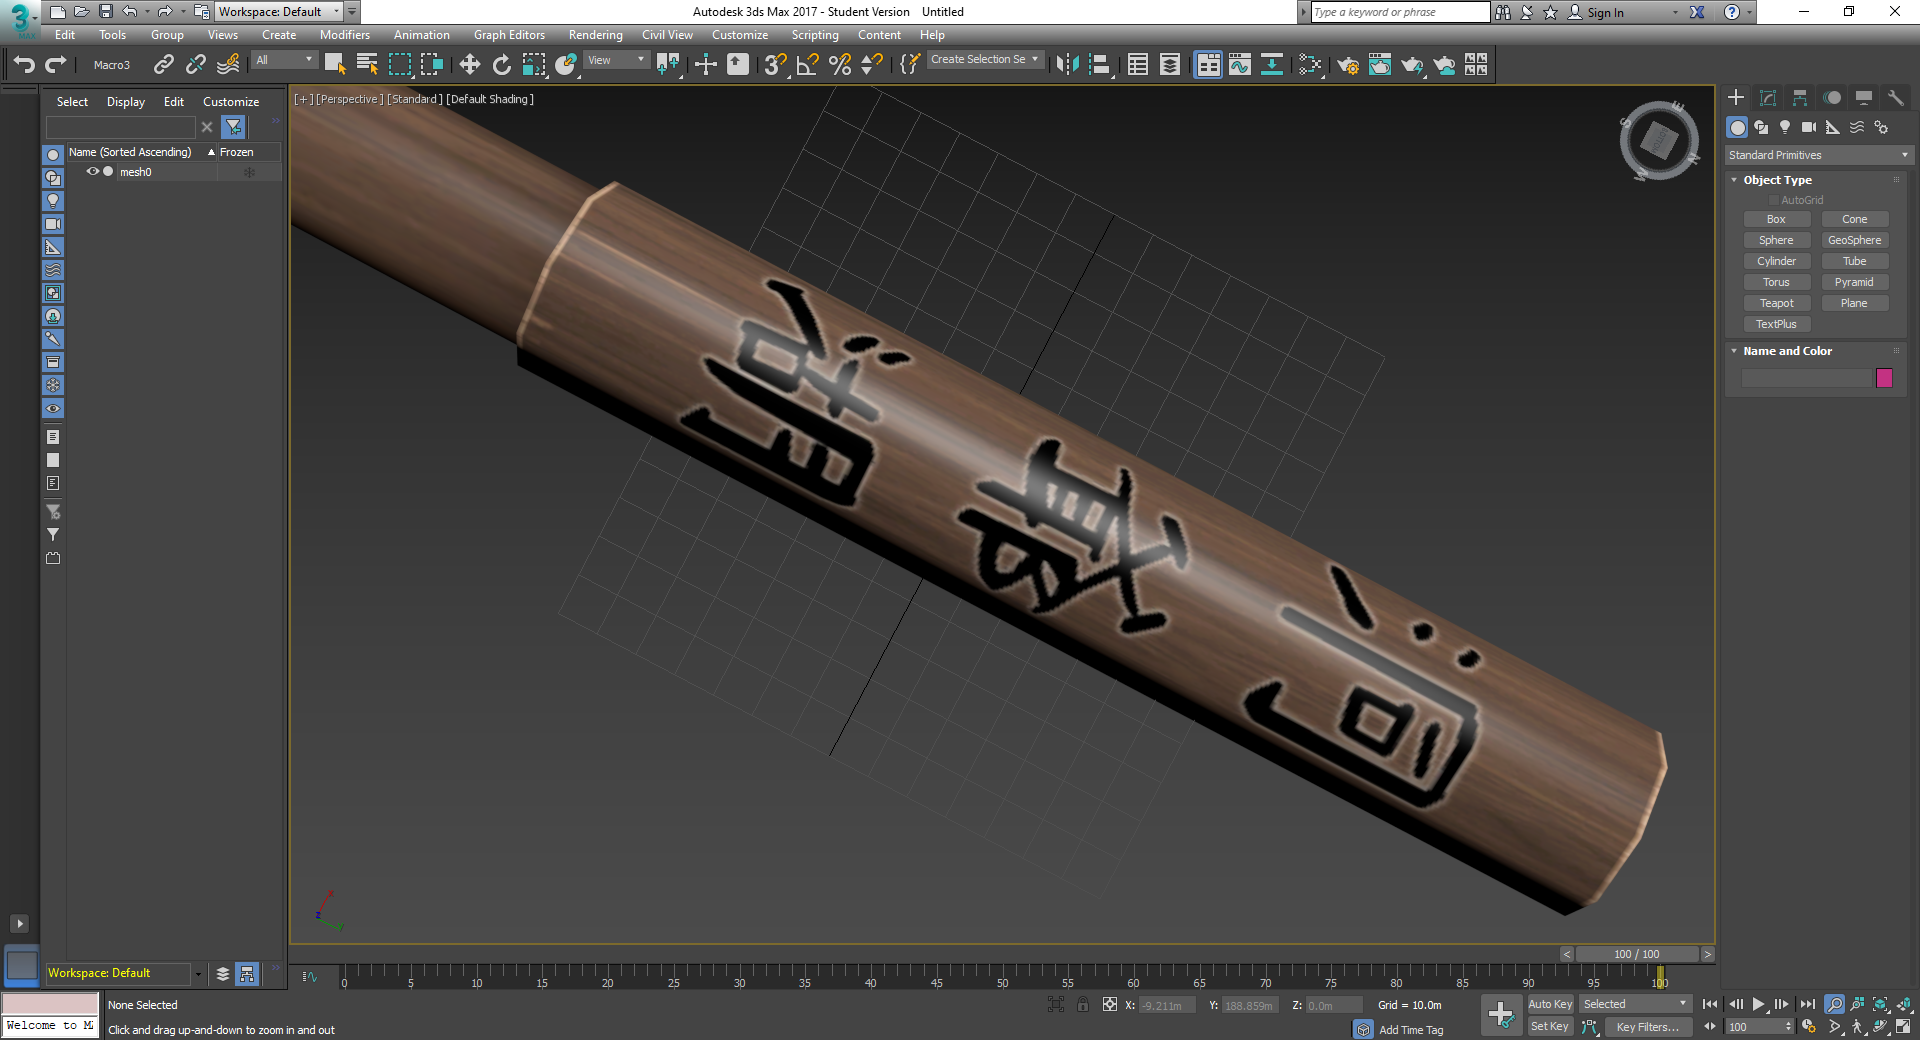 Workspace: Default
Autodesk 3ds Max 2017 - Student Version Untitled
Type a keyword or phrase
Sign In
MAX
Edit Tools Group Views Create Modifiers Animation Graph Editors Rendering Civil View Customize Scripting Content Help
Macro3
All
View
Create Selection Se
Select Display Edit Customize
Name (Sorted Ascending) Frozen
mesh0
[+] [Perspective] [Standard] [Default Shading]
S E W N
Standard Primitives
Object Type
AutoGrid
Box Cone
Sphere GeoSphere
Cylinder Tube
Torus Pyramid
Teapot Plane
TextPlus
Name and Color
100 / 100
Workspace: Default
0 5 10 15 20 25 30 35 40 45 50 55 60 65 70 75 80 85 90 95 100
None Selected
X: -9.211m Y: 188.859m Z: 0.0m Grid = 10.0m
Auto Key Selected
Welcome to M
Click and drag up-and-down to zoom in and out
Add Time Tag
Set Key Key Filters...
100